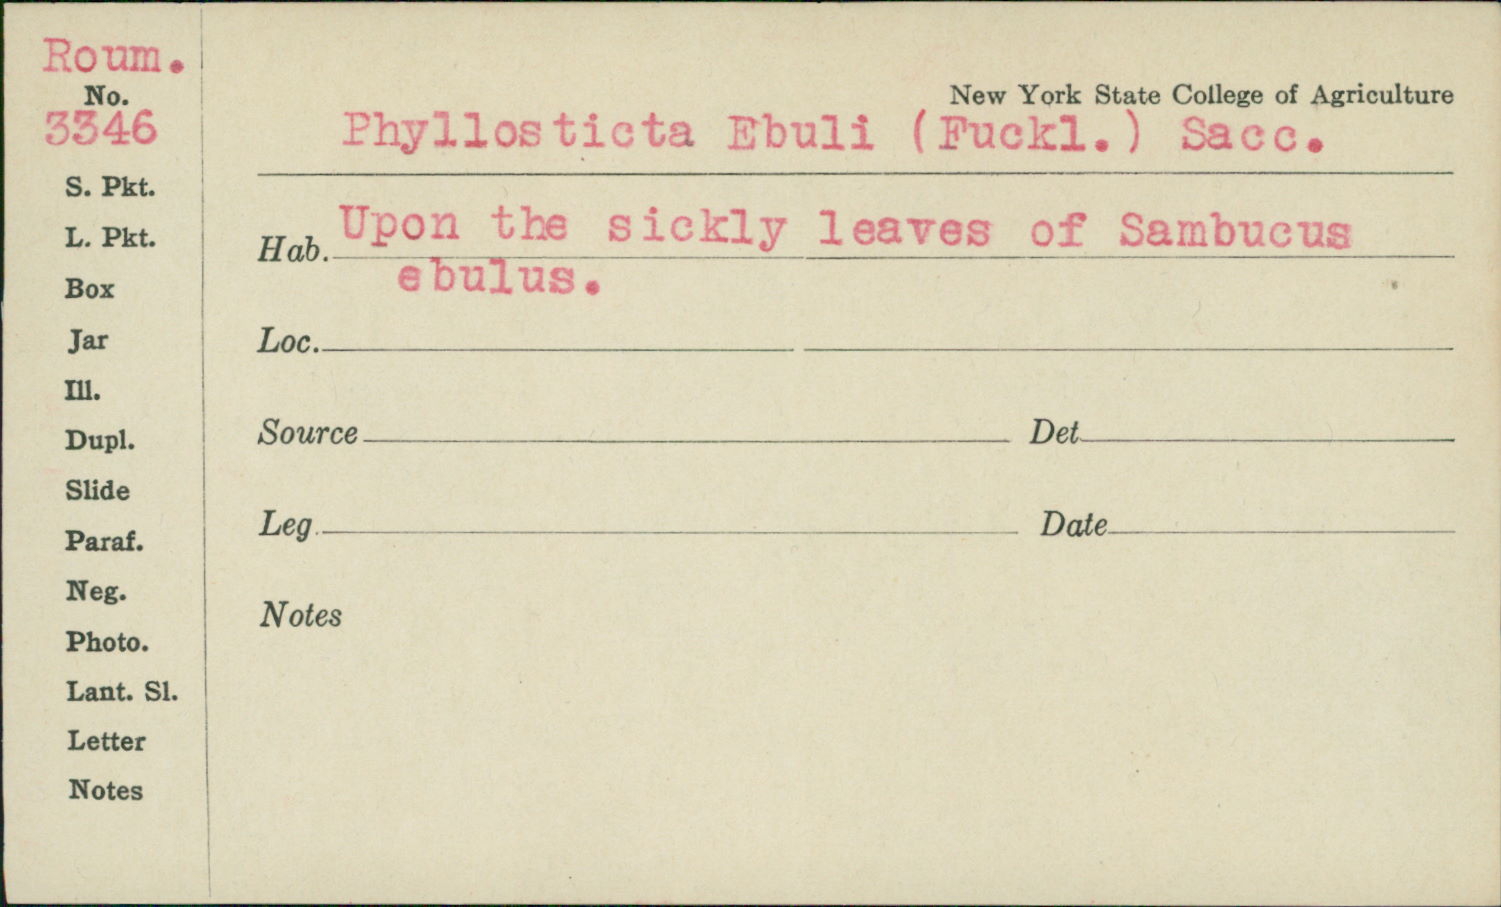 Roum.
No.
3346
S. Pkt.
L. Pkt.
Box
Jar
Ill.
Dupl.
Slide
Paraf.
Neg.
Photo.
Lant. Sl.
Letter
Notes
New York State College of Agriculture
Phyllosticta Ebuli (Fuckl.) Sacc.
Hab. Upon the sickly leaves of Sambucus
ebulus.
Loc.
Source Det
Leg. Date
Notes